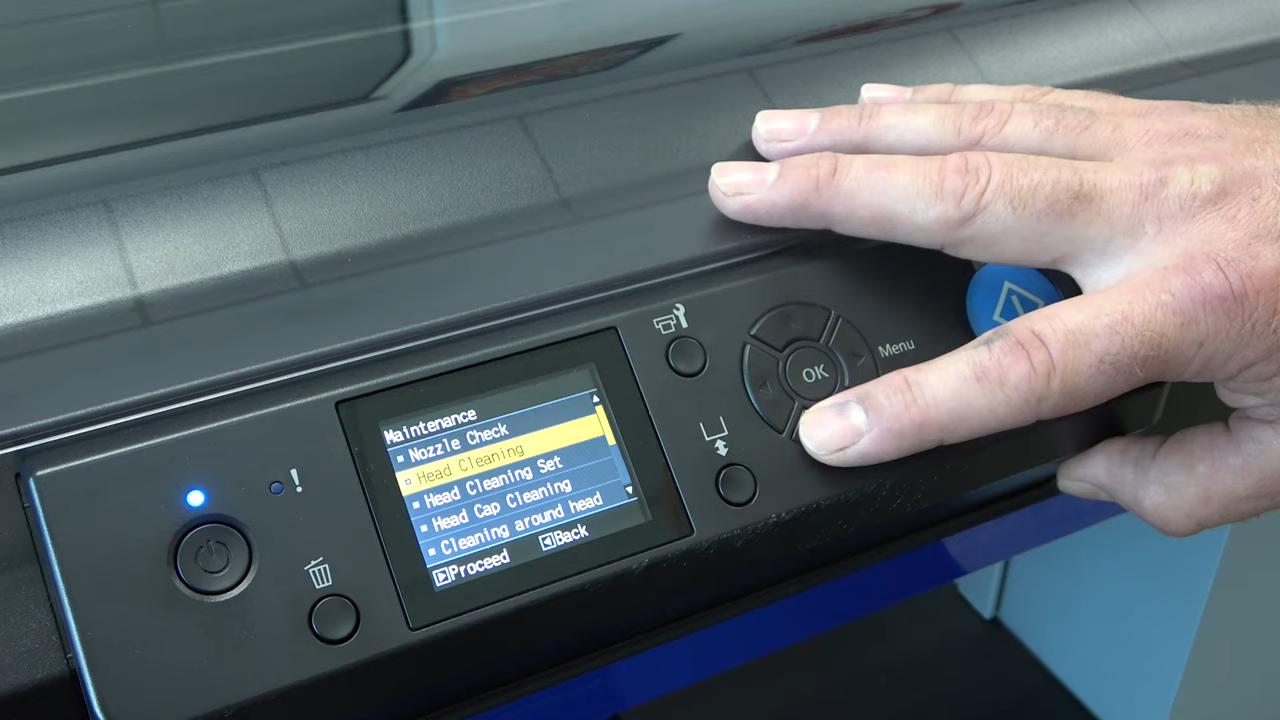 Maintenance
Nozzle Check
Head Cleaning
Head Cleaning Set
Head Cap Cleaning
Cleaning around head
Proceed
Back
OK
Menu
!